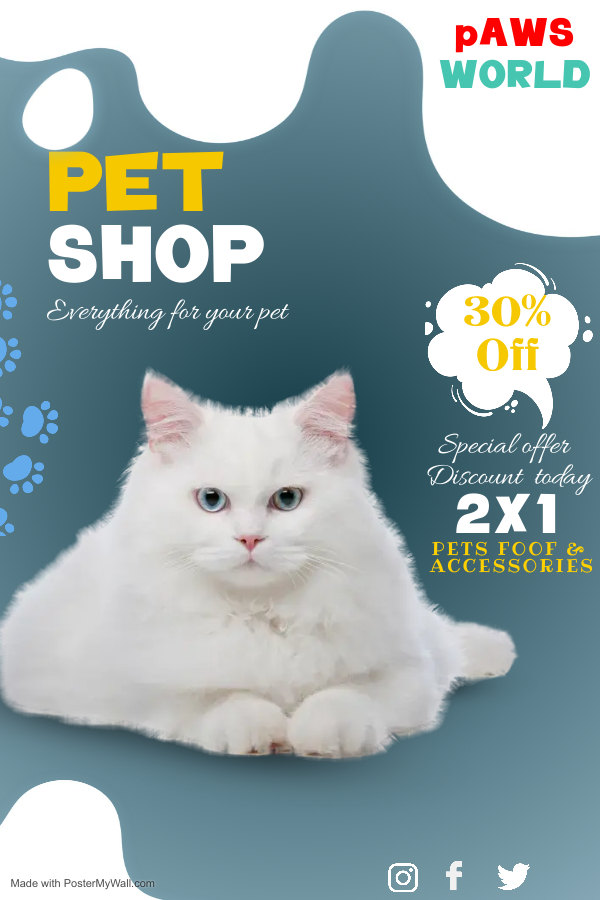 pAWS
WORLD
PET
SHOP
Everything for your pet
30%
Off
Special offer
Discount today
2X1
PETS FOOF &
ACCESSORIES
Made with PosterMyWall.com